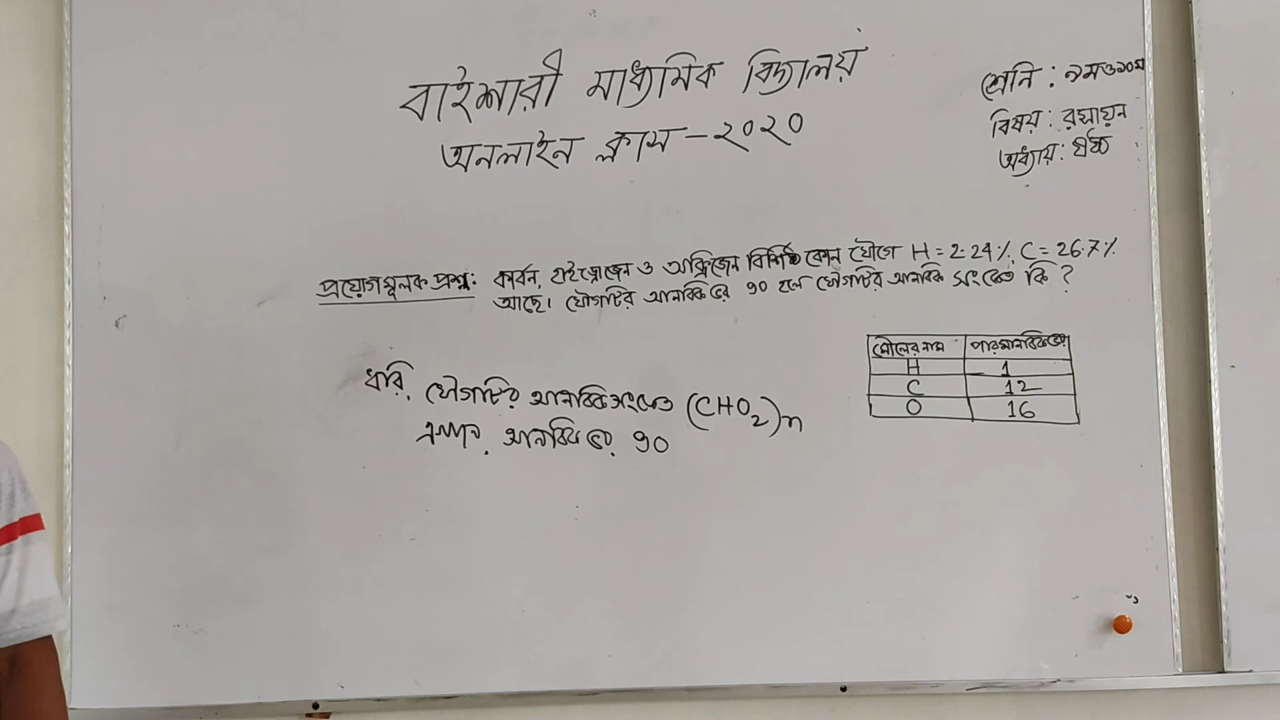 বাইশারী মাধ্যমিক বিদ্যালয়
অনলাইন ক্লাস - ২০২০
শ্রেনি : ৯ম ও ১০ম
বিষয় : রসায়ন
অধ্যায় : ষষ্ঠ
প্রয়োগমূলক প্রশ্ন: কার্বন, হাইড্রোজেন ও অক্সিজেন বিশিষ্ট কোন যৌগে H = 2.24%, C = 26.7%
আছে। যৌগটির আনবিক ভর ৯০ হলে যৌগটির আনবিক সংকেত কি ?
মৌলের নাম পারমানবিক ভর
H 1
C 12
O 16
ধরি, যৌগটির আনবিক সংকেত (CHO2)n
এখানে, আনবিক ভর ৯০